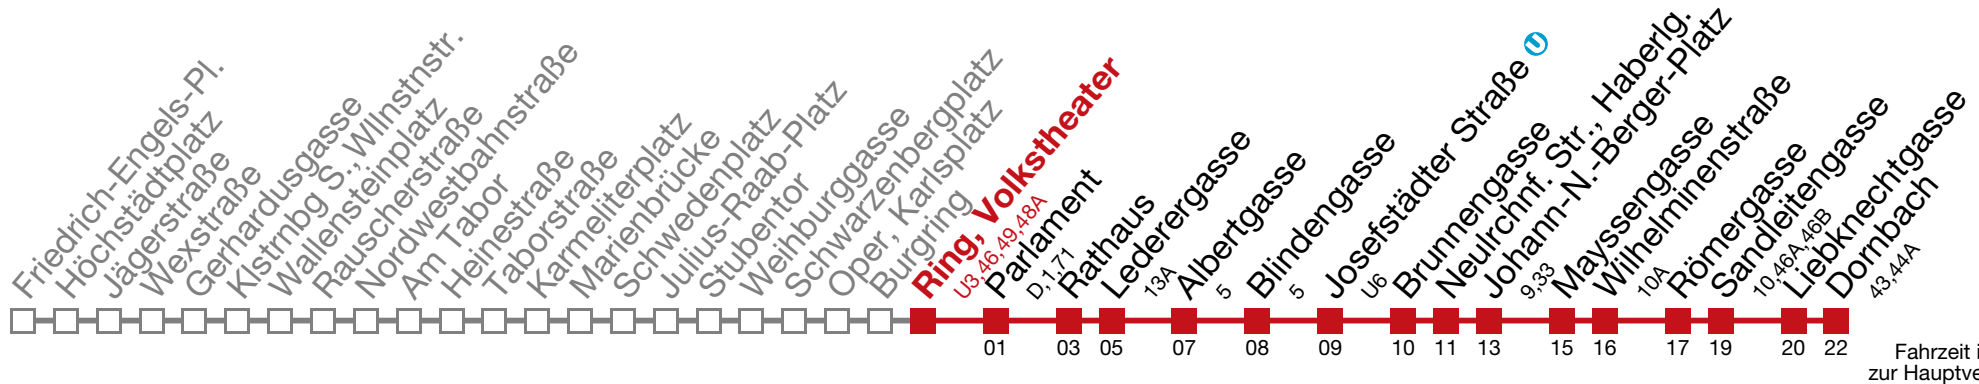 Friedrich-Engels-Pl.
Höchstädtplatz
Jägerstraße
Wexstraße
Gerhardusgasse
Klstrnbg S., Wllnstnstr.
Wallensteinplatz
Rauscherstraße
Nordwestbahnstraße
Am Tabor
Heinestraße
Taborstraße
Karmeliterplatz
Marienbrücke
Schwedenplatz
Julius-Raab-Platz
Stubentor
Weihburggasse
Schwarzenbergplatz
Oper, Karlsplatz
Burgring
Ring, Volkstheater
U3,46,49,48A
Parlament
D,1,71
Rathaus
Lederergasse
13A
Albertgasse
5
Blindengasse
5
Josefstädter Straße U
U6
Brunnengasse
Neulrchnf. Str., Haberlg.
Johann-N.-Berger-Platz
9,33
Mayssengasse
Wilhelminenstraße
10A
Römergasse
Sandleitengasse
10,46A,46B
Liebknechtgasse
Dornbach
43,44A
01 03 05 07 08 09 10 11 13 15 16 17 19 20 22
Fahrzeit i
zur Hauptve